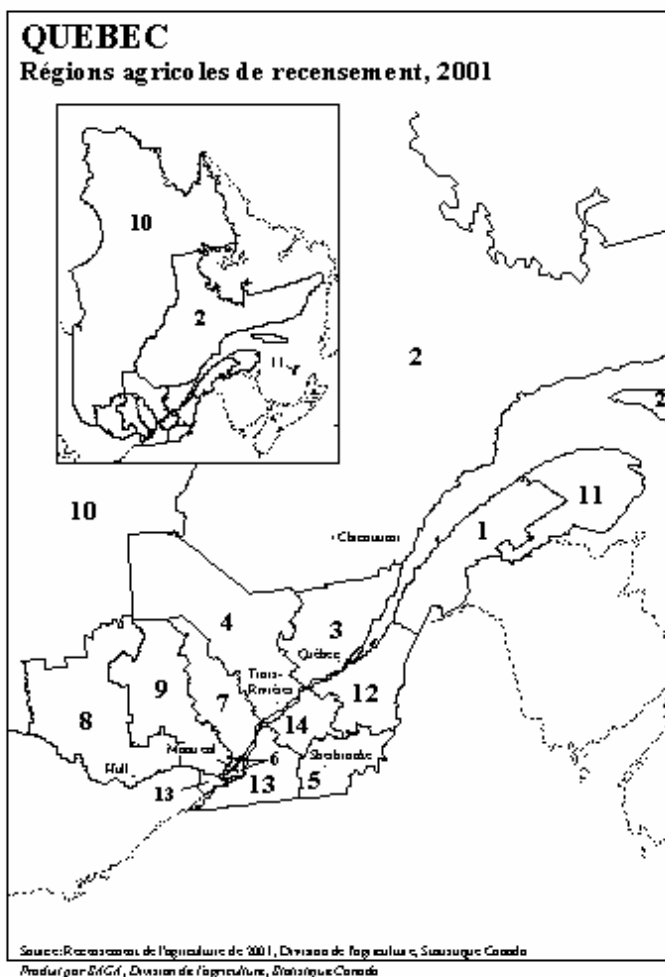 QUEBEC
Régions agricoles de recensement, 2001
10
2
11
2
2
10
11
1
Chicoutimi
4
3
Québec
Trois-
Rivières
9
7
12
8
14
Montréal
Sherbrooke
Hull
6
13
13
5
Source: Recensement de l'agriculture de 2001, Division de l'agriculture, Statistique Canada
Produit par SAGA, Division de l'agriculture, Statistique Canada